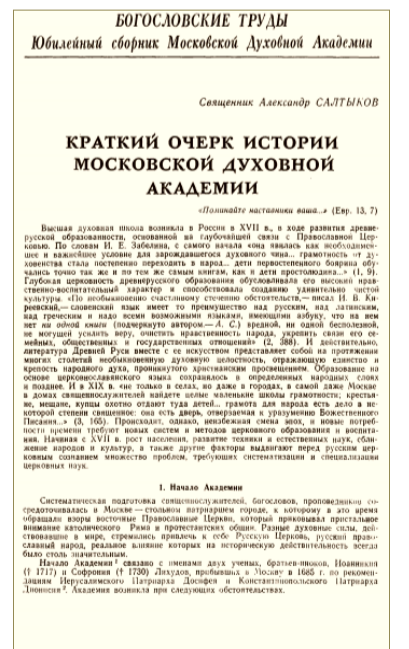 БОГОСЛОВСКИЕ ТРУДЫ
Юбилейный сборник Московской Духовной Академии
Священник Александр САЛТЫКОВ
КРАТКИЙ ОЧЕРК ИСТОРИИ
МОСКОВСКОЙ ДУХОВНОЙ
АКАДЕМИИ
«Поминайте наставники ваша...» (Евр. 13, 7)
Высшая духовная школа возникла в России в XVII в., в ходе развития древне-
русской образованности, основанной на глубочайшей связи с Православной Цер-
ковью. По словам И. Е. Забелина, с самого начала «она явилась как необходимей-
шее и важнейшее условие для зарождавшегося духовного чина... грамотность от ду-
ховенства стала постепенно переходить в народ... дети первостепенного боярина обу-
чались точно так же и по тем же самым книгам, как и дети простолюдина...» (1, 9).
Глубокая церковность древнерусского образования обусловливала его высокий нрав-
ственно-воспитательный характер и способствовала созданию удивительно чистой
культуры. «По необыкновенно счастливому стечению обстоятельств,— писал И. В. Ки-
реевский,— словенский язык имеет то преимущество над русским, над латинским,
над греческим и надо всеми возможными языками, имеющими азбуку, что на нем
нет ни одной книги (подчеркнуто автором.— А. С.) вредной, ни одной бесполезной,
не могущей усилить веру, очистить нравственность народа, укрепить связи его се-
мейных, общественных и государственных отношений» (2, 388). И действительно,
литература Древней Руси вместе с ее искусством представляет собой на протяжении
многих столетий необыкновенную духовную целостность, отражающую единство и
крепость народного духа, проникнутого христианским просвещением. Образование на
основе церковнославянского языка сохранялось в определенных народных слоях
и позднее. И в XIX в. «не только в селах, но даже в городах, в самой даже Москве
в домах священнослужителей найдете целые маленькие школы грамотности; крестья-
не, мещане, купцы охотно отдают туда детей... грамота для народа есть дело в не-
которой степени священное: она есть дверь, отверзаемая к уразумению Божественного
Писания...» (3, 165). Происходит, однако, неизбежная смена эпох, и новые потреб-
ности времени требуют новых систем и методов церковного образования и воспита-
ния. Начиная с XVII в. рост населения, развитие техники и естественных наук, сбли-
жение народов и культур, а также другие факторы выдвигают перед русским цер-
ковным сознанием множество проблем, требующих систематизации и специализации
церковных наук.
1. Начало Академии
Систематическая подготовка священнослужителей, богословов, проповедников со-
средоточивалась в Москве — стольном патриаршем городе, к которому в это время
обращали взоры восточные Православные Церкви, который приковывал пристальное
внимание католического Рима и протестантских общин. Разные духовные силы, дей-
ствовавшие в мире, стремились привлечь к себе Русскую Церковь, русский право-
славный народ, реальное влияние которых на историческую действительность всегда
было столь значительным.
Начало Академии¹ связано с именами двух ученых, братьев-иноков, Иоанникия
(† 1717) и Софрония († 1730) Лихудов, прибывших в Москву в 1685 г. по рекомен-
дациям Иерусалимского Патриарха Досифея и Константинопольского Патриарха
Дионисия². Академия возникла при следующих обстоятельствах.